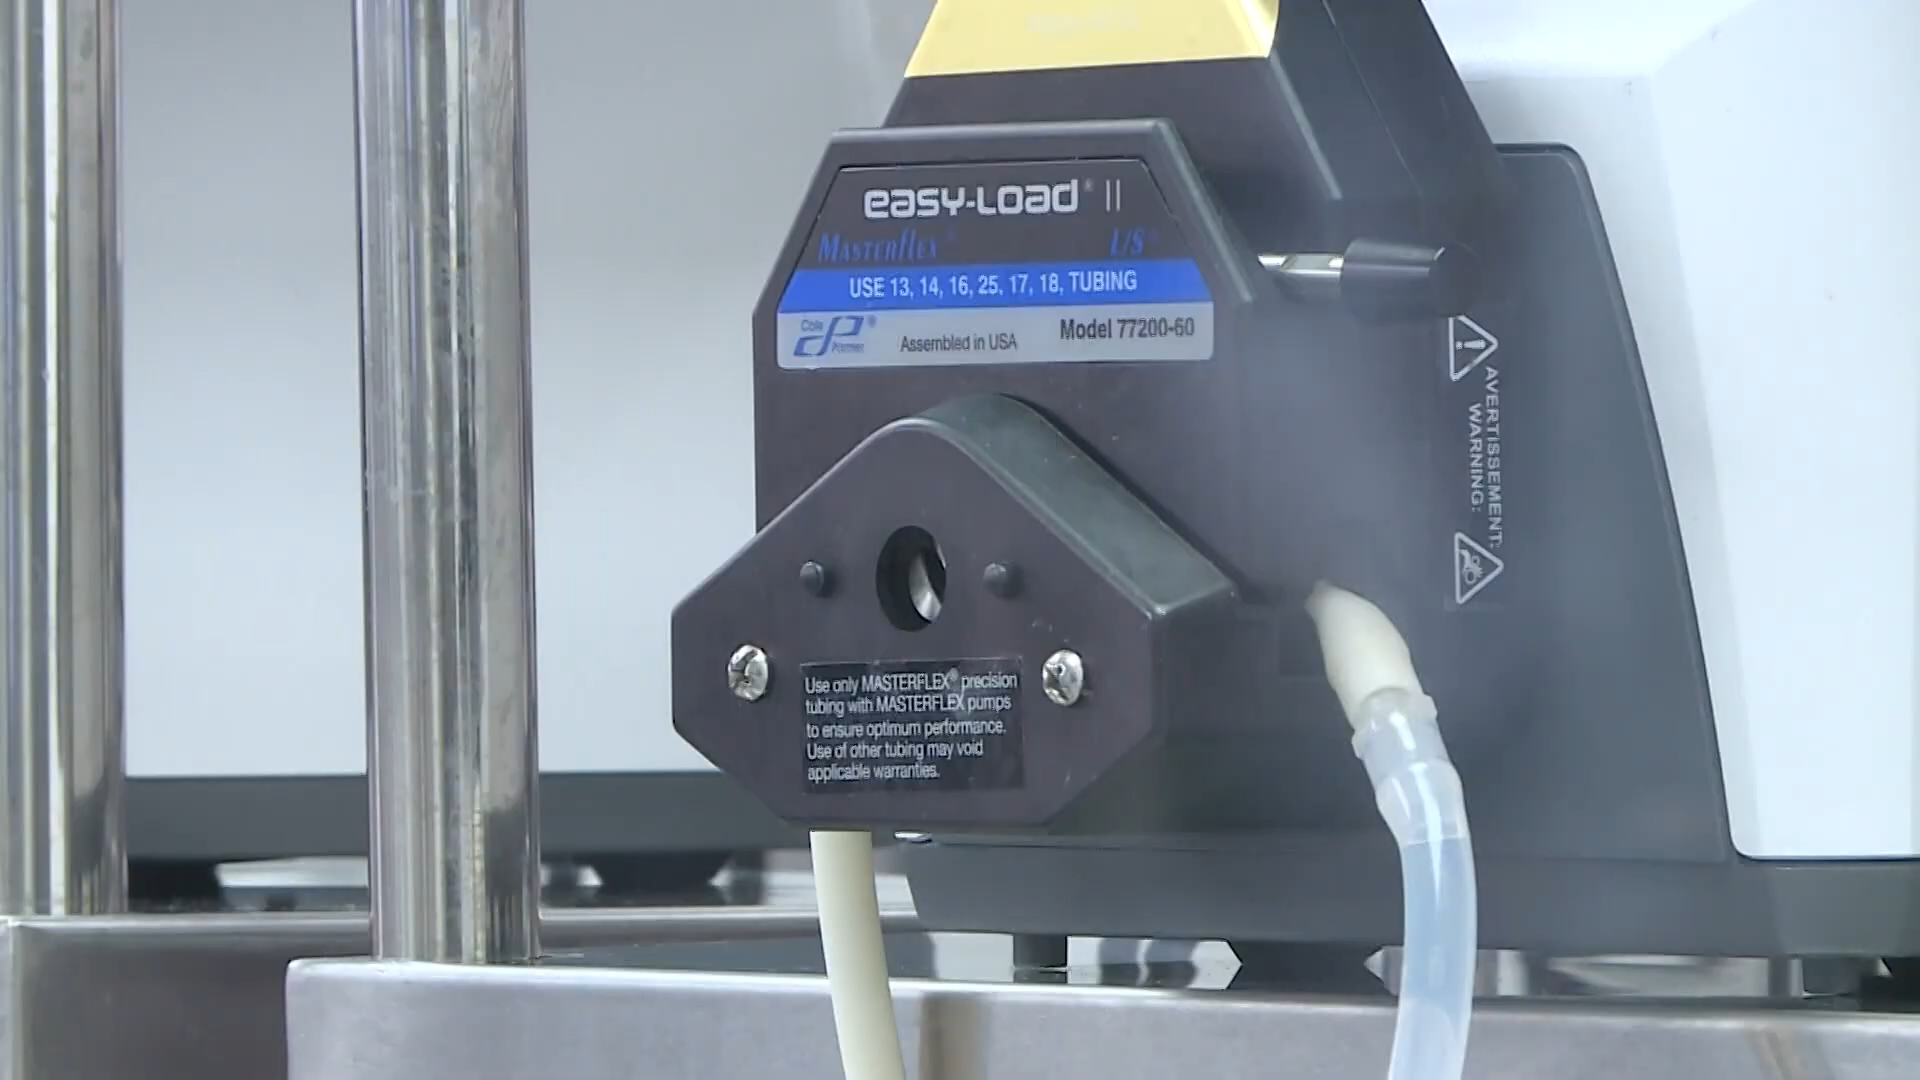 easy-Load® II
Masterflex® L/S®
USE 13, 14, 16, 25, 17, 18, TUBING
Cole Parmer® Assembled in USA Model 77200-60
AVERTISSEMENT:
WARNING:
Use only MASTERFLEX® precision
tubing with MASTERFLEX pumps
to ensure optimum performance.
Use of other tubing may void
applicable warranties.